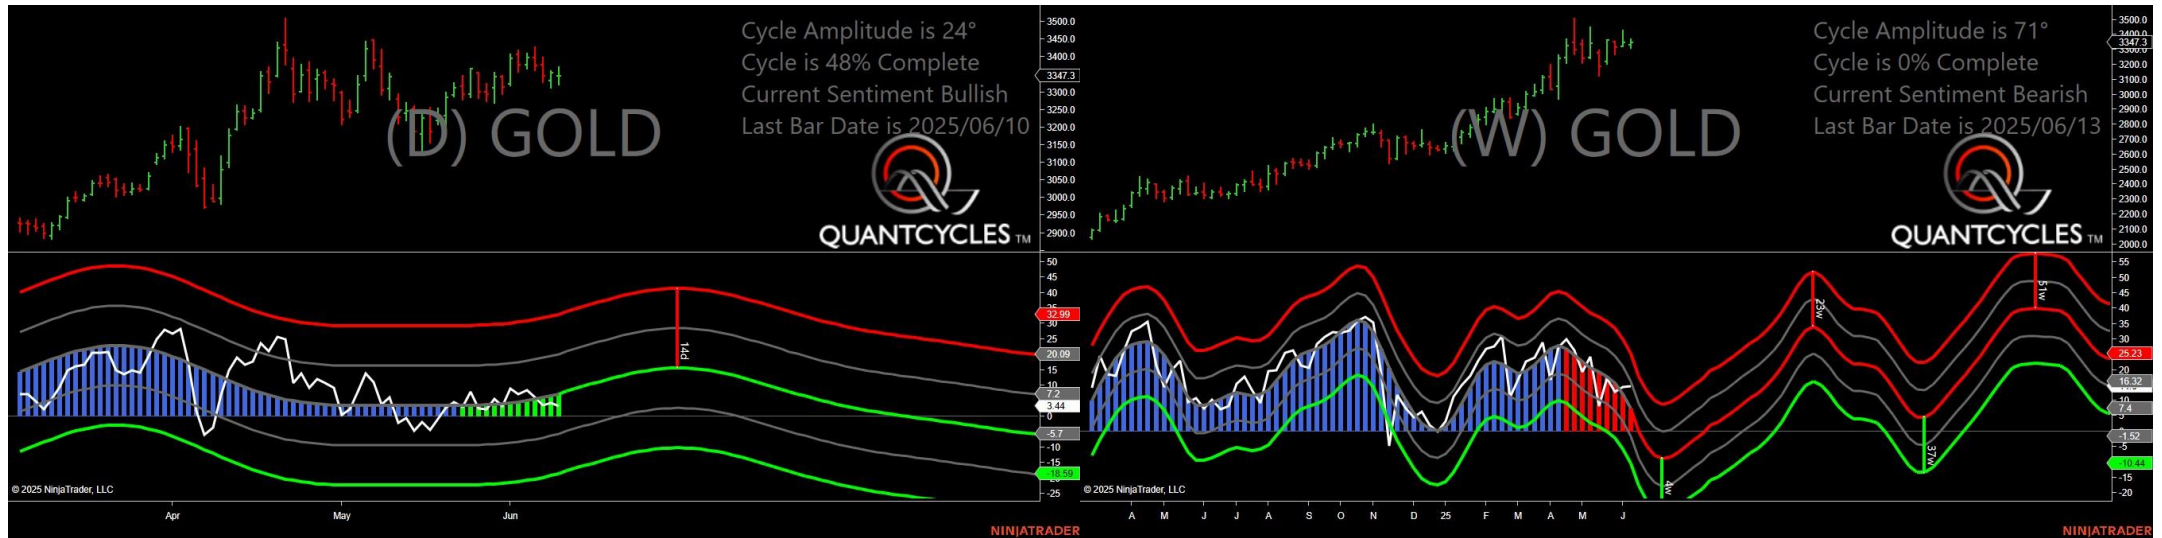 Cycle Amplitude is 24°
Cycle is 48% Complete
Current Sentiment Bullish
Last Bar Date is 2025/06/10
(D) GOLD
QUANTCYCLES TM
3500.0
3450.0
3400.0
3347.3
3300.0
3250.0
3200.0
3150.0
3100.0
3050.0
3000.0
2950.0
2900.0
50
45
40
32.99
30
25
20.09
15
10
7.2
3.44
0
-5.7
-10
-15
-18.59
-25
14d
© 2025 NinjaTrader, LLC
Apr
May
Jun
NINJATRADER
Cycle Amplitude is 71°
Cycle is 0% Complete
Current Sentiment Bearish
Last Bar Date is 2025/06/13
(W) GOLD
QUANTCYCLES TM
3500.0
3400.0
3347.3
3200.0
3100.0
3000.0
2900.0
2800.0
2700.0
2600.0
2500.0
2400.0
2300.0
2200.0
2100.0
2000.0
55
50
45
40
35
30
25.23
20
16.32
7.4
-1.52
-5
-10.44
-15
-20
4w
23w
37w
51w
© 2025 NinjaTrader, LLC
A
M
J
J
A
S
O
N
D
25
F
M
A
M
J
NINJATRADER